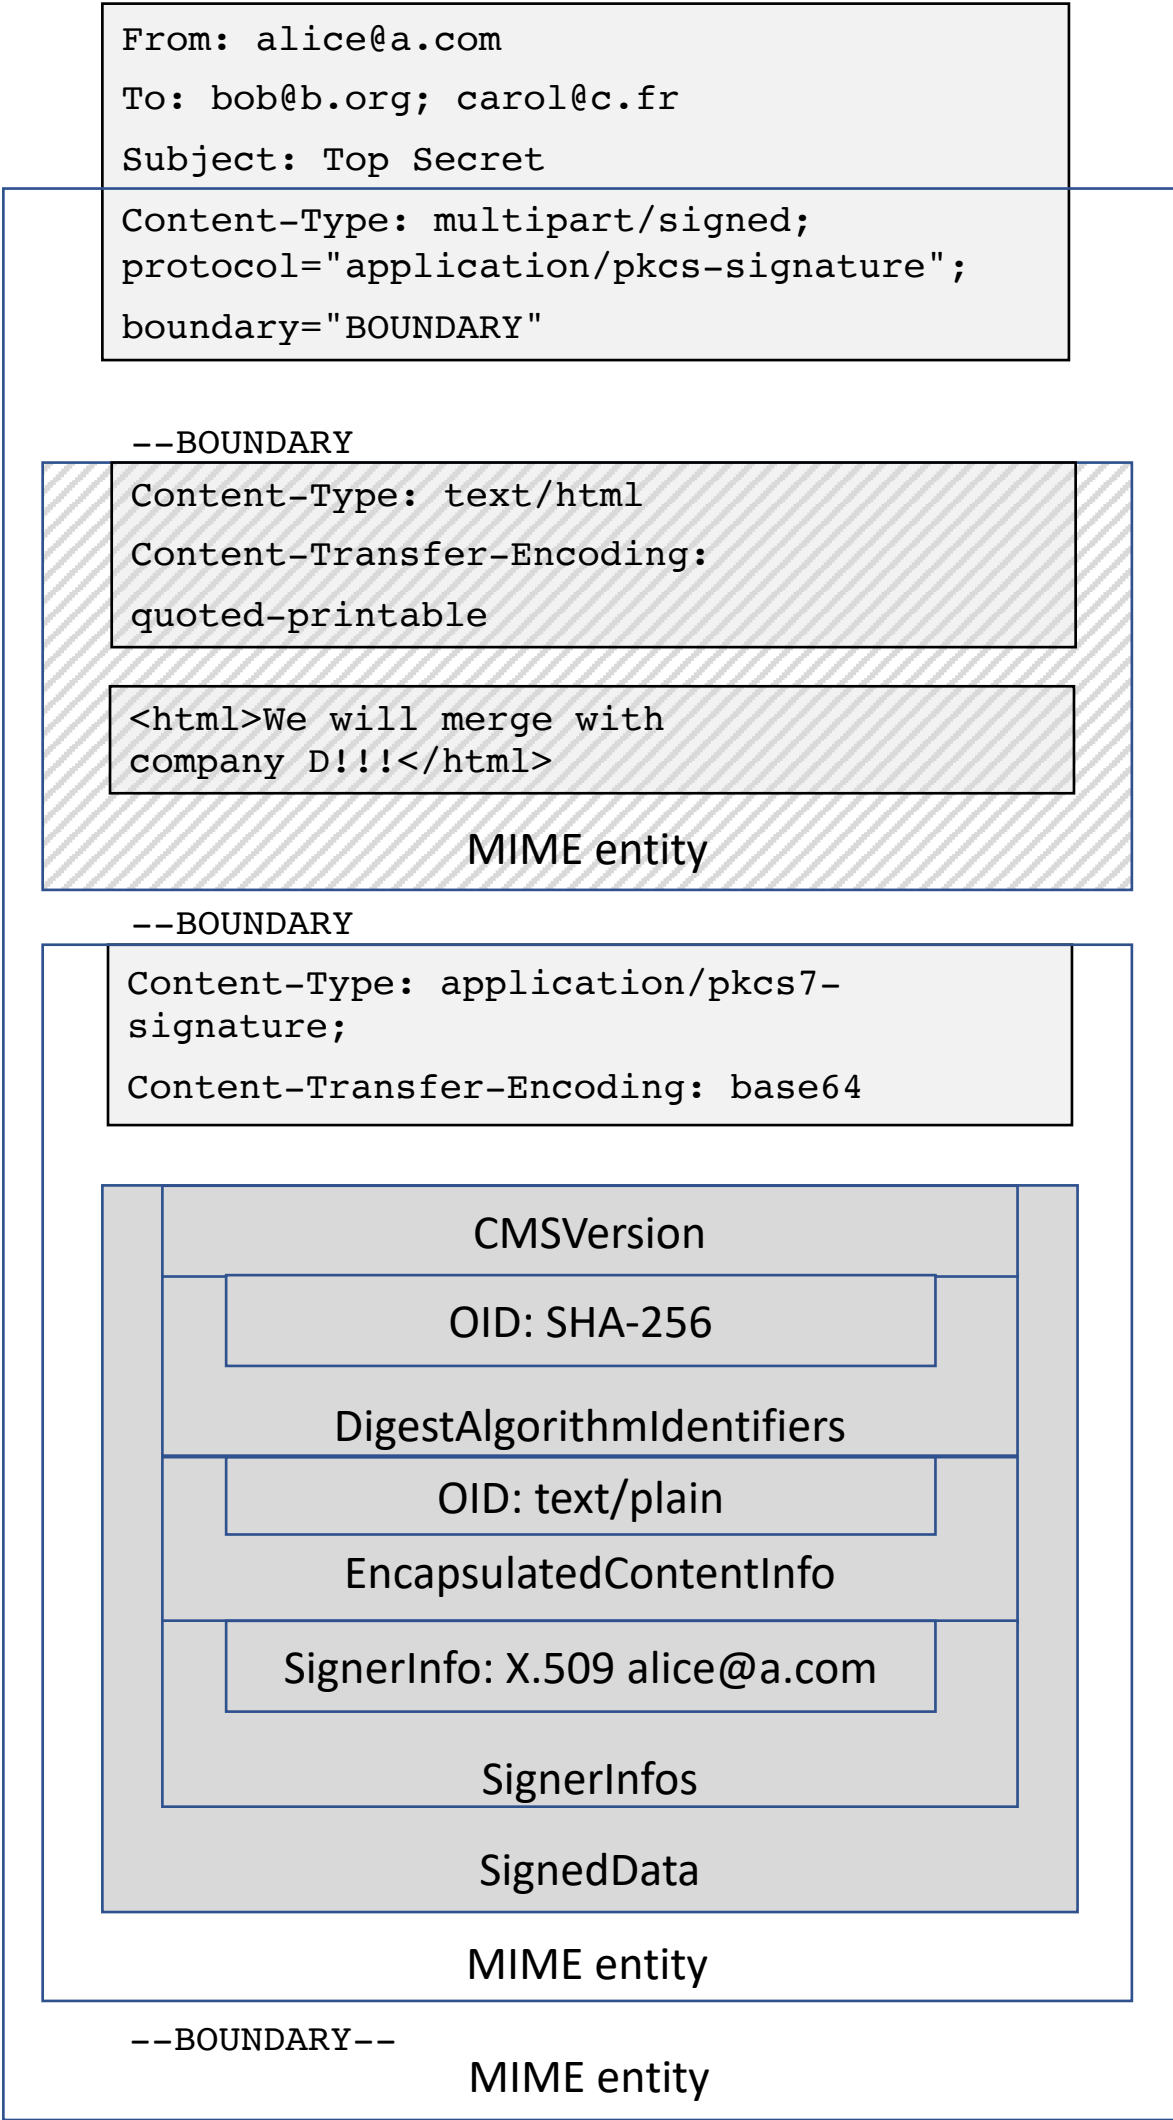 From: alice@a.com
To: bob@b.org; carol@c.fr
Subject: Top Secret
Content-Type: multipart/signed;
protocol="application/pkcs-signature";
boundary="BOUNDARY"
--BOUNDARY
Content-Type: text/html
Content-Transfer-Encoding:
quoted-printable
<html>We will merge with
company D!!!</html>
MIME entity
--BOUNDARY
Content-Type: application/pkcs7-
signature;
Content-Transfer-Encoding: base64
CMSVersion
OID: SHA-256
DigestAlgorithmIdentifiers
OID: text/plain
EncapsulatedContentInfo
SignerInfo: X.509 alice@a.com
SignerInfos
SignedData
MIME entity
--BOUNDARY--
MIME entity